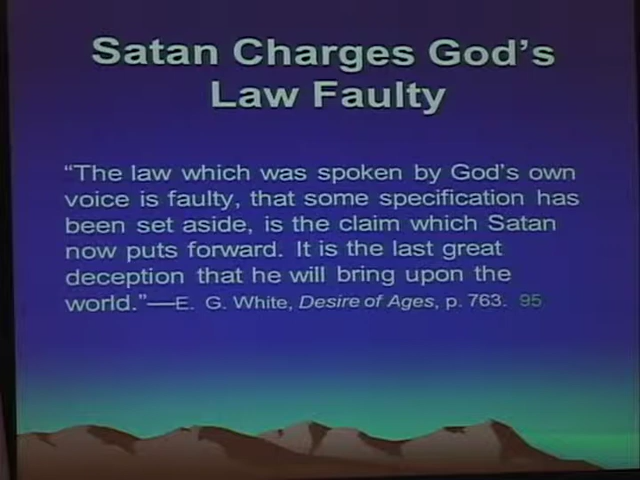 Satan Charges God's
Law Faulty
“The law which was spoken by God's own
voice is faulty, that some specification has
been set aside, is the claim which Satan
now puts forward. It is the last great
deception that he will bring upon the
world.”—E. G. White, Desire of Ages, p. 763. 95